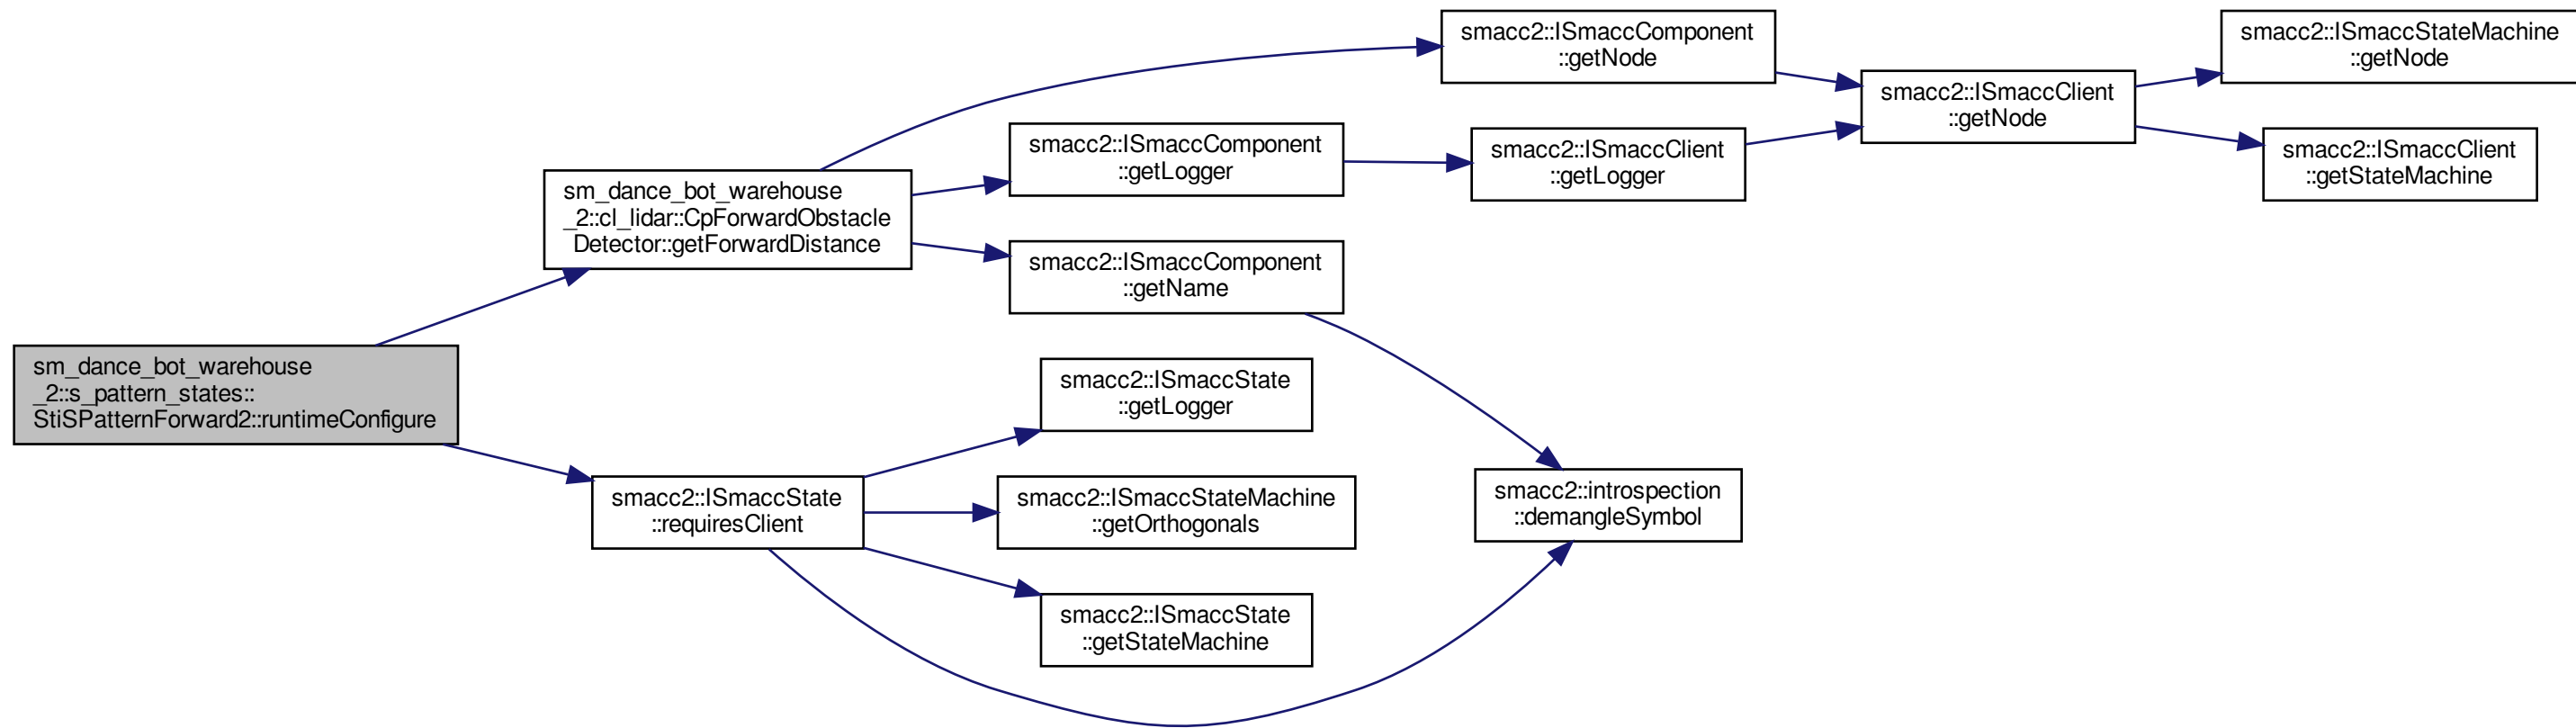 sm_dance_bot_warehouse
_2::s_pattern_states::
StiSPatternForward2::runtimeConfigure
sm_dance_bot_warehouse
_2::cl_lidar::CpForwardObstacle
Detector::getForwardDistance
smacc2::ISmaccComponent
::getNode
smacc2::ISmaccClient
::getNode
smacc2::ISmaccStateMachine
::getNode
smacc2::ISmaccClient
::getStateMachine
smacc2::ISmaccComponent
::getLogger
smacc2::ISmaccClient
::getLogger
smacc2::ISmaccComponent
::getName
smacc2::introspection
::demangleSymbol
smacc2::ISmaccState
::requiresClient
smacc2::ISmaccState
::getLogger
smacc2::ISmaccStateMachine
::getOrthogonals
smacc2::ISmaccState
::getStateMachine